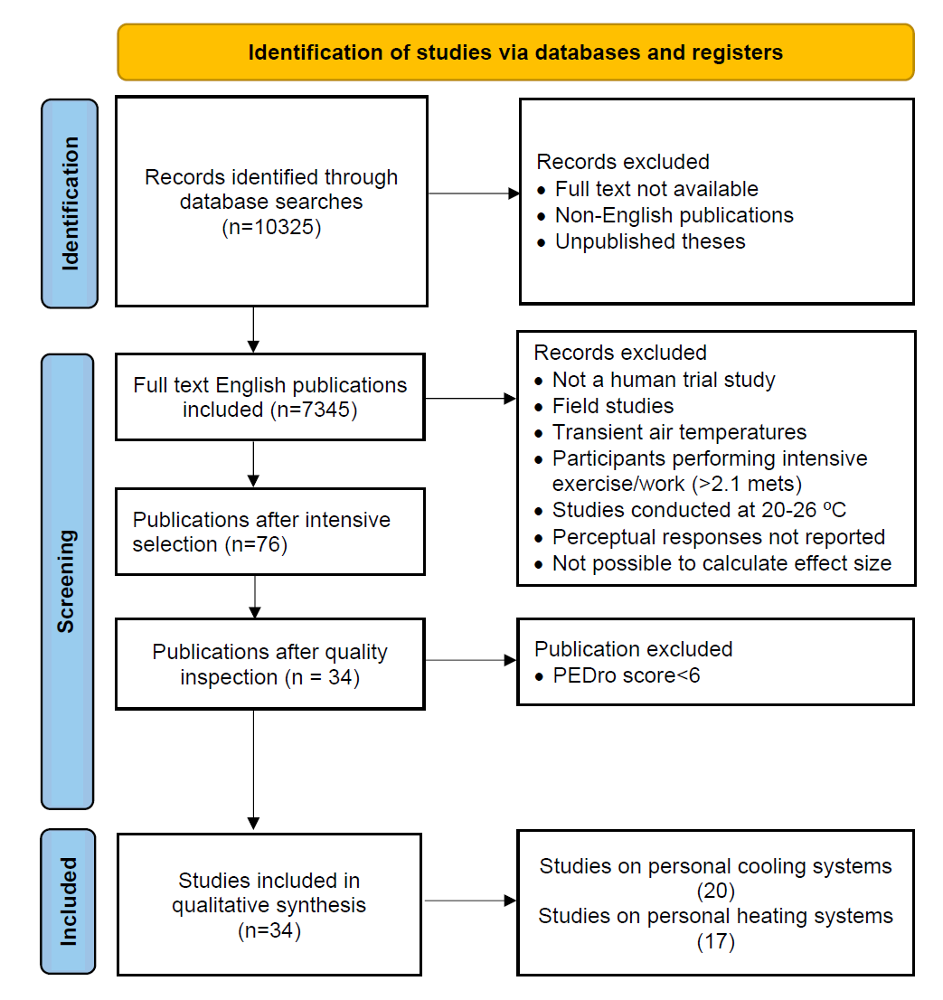 Identification of studies via databases and registers
Identification
Records identified through
database searches
(n=10325)
Records excluded
• Full text not available
• Non-English publications
• Unpublished theses
Screening
Full text English publications
included (n=7345)
Records excluded
• Not a human trial study
• Field studies
• Transient air temperatures
• Participants performing intensive
exercise/work (>2.1 mets)
• Studies conducted at 20-26 ºC
• Perceptual responses not reported
• Not possible to calculate effect size
Publications after intensive
selection (n=76)
Publications after quality
inspection (n = 34)
Publication excluded
• PEDro score<6
Included
Studies included in
qualitative synthesis
(n=34)
Studies on personal cooling systems
(20)
Studies on personal heating systems
(17)